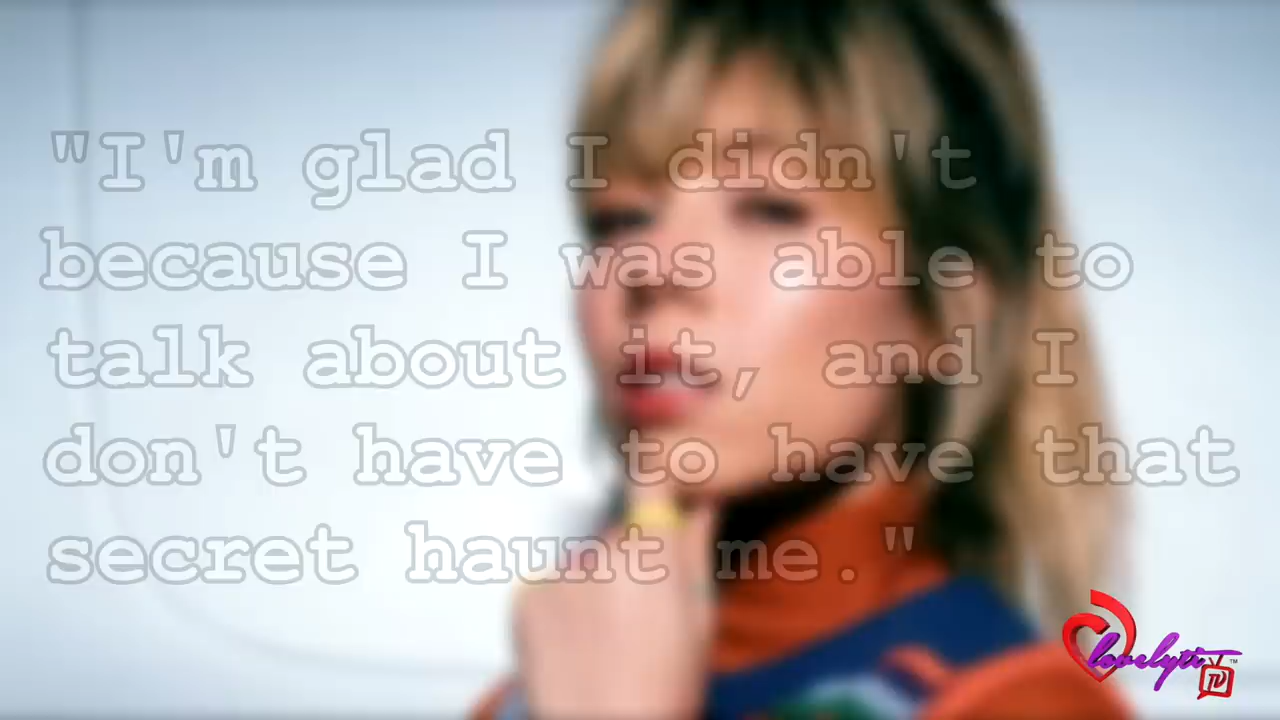 "I'm glad I didn't
because I was able to
talk about it, and I
don't have to have that
secret haunt me. "
lovelyti
TV